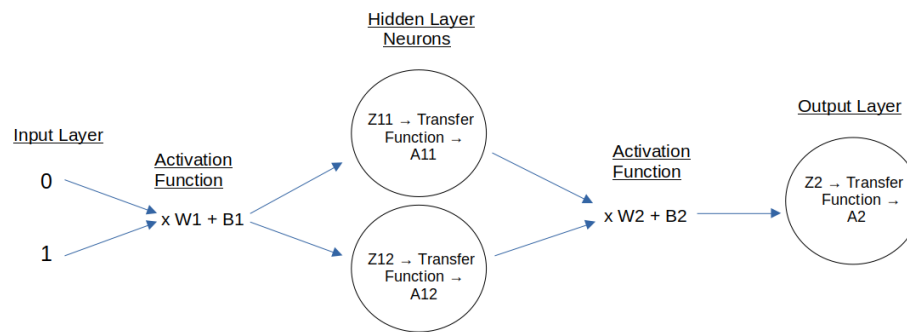 Hidden Layer
Neurons
Input Layer
0
1
Activation
Function
x W1 + B1
Z11 → Transfer
Function →
A11
Z12 → Transfer
Function →
A12
Activation
Function
x W2 + B2
Output Layer
Z2 → Transfer
Function →
A2